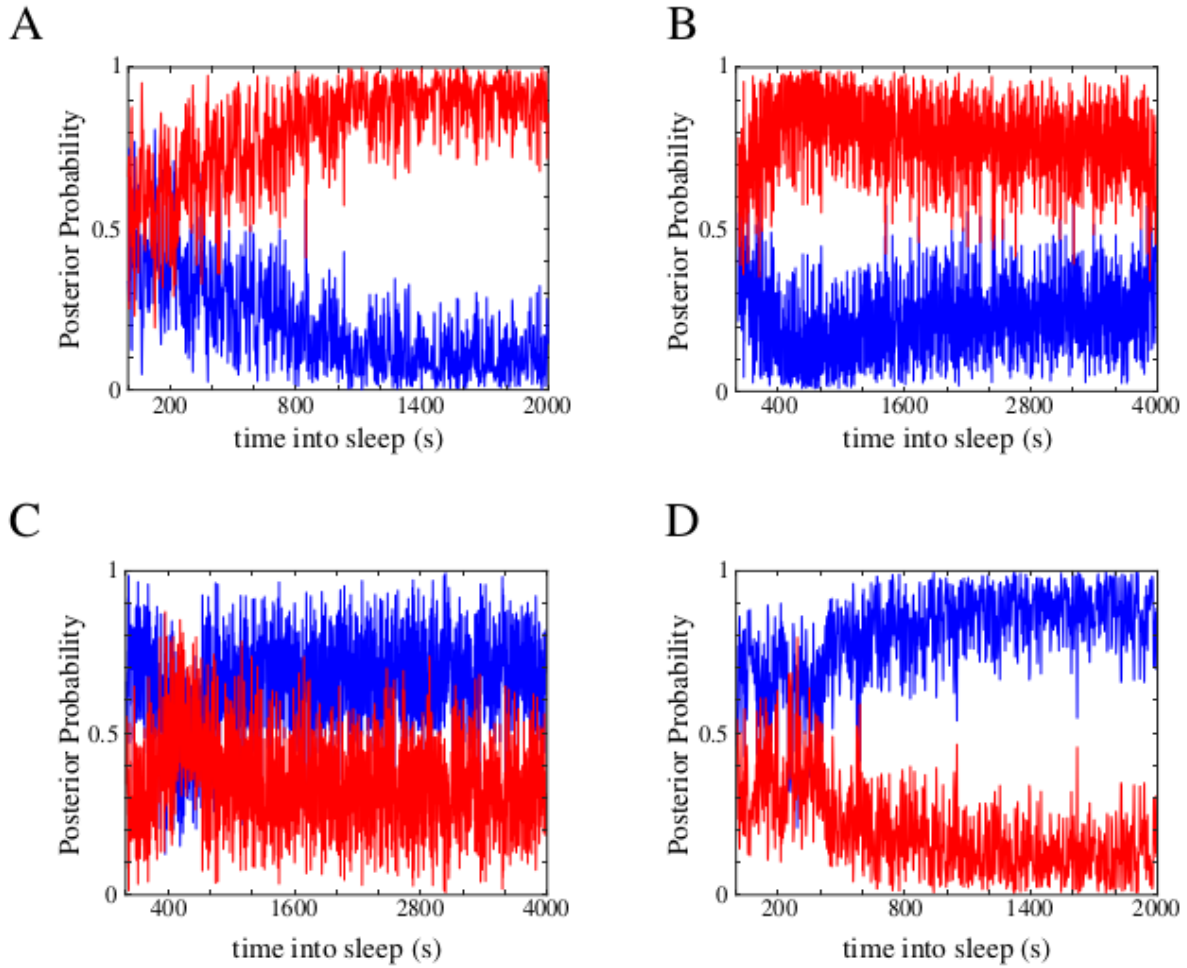 A
Posterior Probability
1
0.5
0
200 800 1400 2000
time into sleep (s)
B
Posterior Probability
1
0.5
0
400 1600 2800 4000
time into sleep (s)
C
Posterior Probability
1
0.5
0
400 1600 2800 4000
time into sleep (s)
D
Posterior Probability
1
0.5
0
200 800 1400 2000
time into sleep (s)